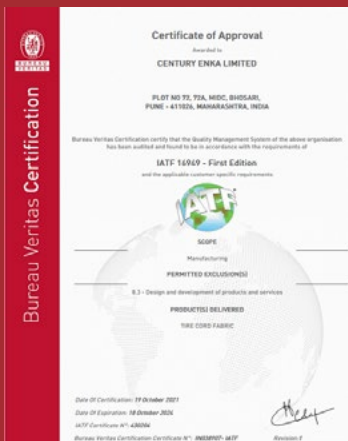 Certificate of Approval
Awarded to
CENTURY ENKA LIMITED
PLOT NO 72, 72A, MIDC, BHOSARI,
PUNE - 411026, MAHARASHTRA, INDIA
Bureau Veritas Certification certify that the Quality Management System of the above organisation
has been audited and found to be in accordance with the requirements of
IATF 16949 - First Edition
and the applicable customer specific requirements
IATF
SCOPE
Manufacturing
PERMITTED EXCLUSION(S)
8.3 - Design and development of products and services
PRODUCT(S) DELIVERED
TIRE CORD FABRIC
Date Of Certification: 19 October 2021
Date Of Expiration: 18 October 2024
IATF Certificate N°: 430204
Bureau Veritas Certification Certificate N°: IND38907- IATF
Revision:1
BUREAU
VERITAS
Bureau Veritas Certification